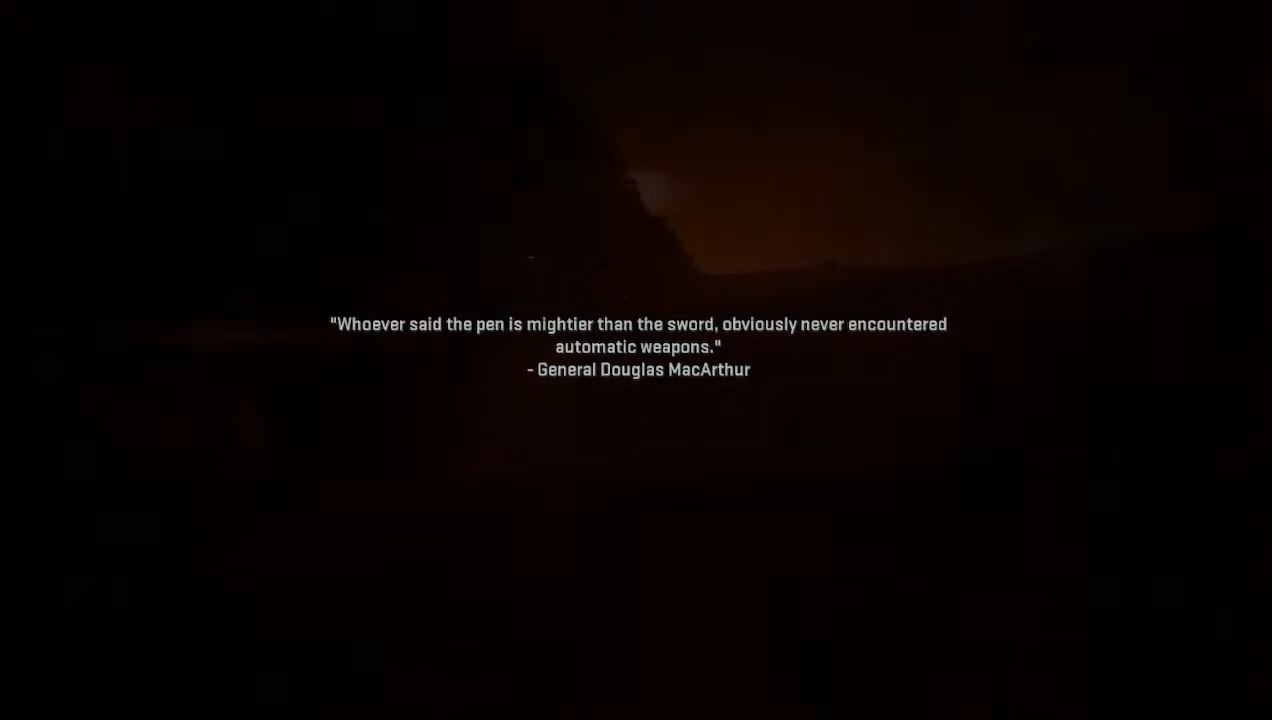 "Whoever said the pen is mightier than the sword, obviously never encountered
automatic weapons."
- General Douglas MacArthur